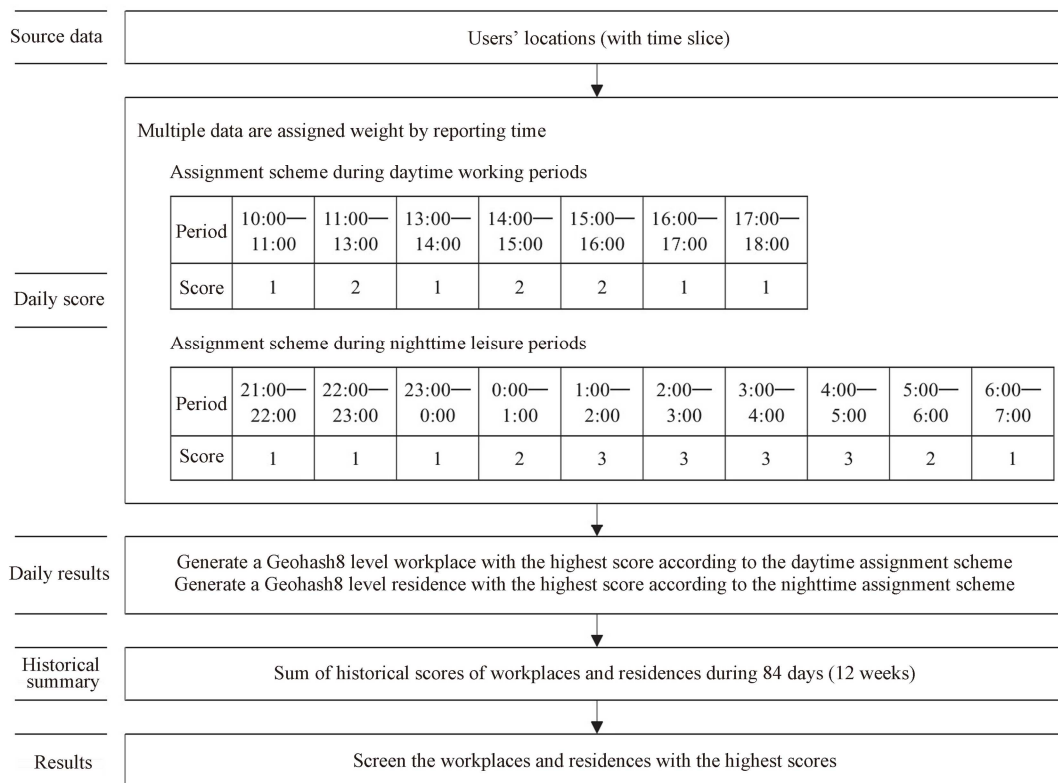 Source data
Users’ locations (with time slice)
Multiple data are assigned weight by reporting time
Assignment scheme during daytime working periods
Period 10:00— 11:00— 13:00— 14:00— 15:00— 16:00— 17:00—
11:00 13:00 14:00 15:00 16:00 17:00 18:00
Score 1 2 1 2 2 1 1
Daily score
Assignment scheme during nighttime leisure periods
Period 21:00— 22:00— 23:00— 0:00— 1:00— 2:00— 3:00— 4:00— 5:00— 6:00—
22:00 23:00 0:00 1:00 2:00 3:00 4:00 5:00 6:00 7:00
Score 1 1 1 2 3 3 3 3 2 1
Daily results
Generate a Geohash8 level workplace with the highest score according to the daytime assignment scheme
Generate a Geohash8 level residence with the highest score according to the nighttime assignment scheme
Historical
summary
Sum of historical scores of workplaces and residences during 84 days (12 weeks)
Results
Screen the workplaces and residences with the highest scores